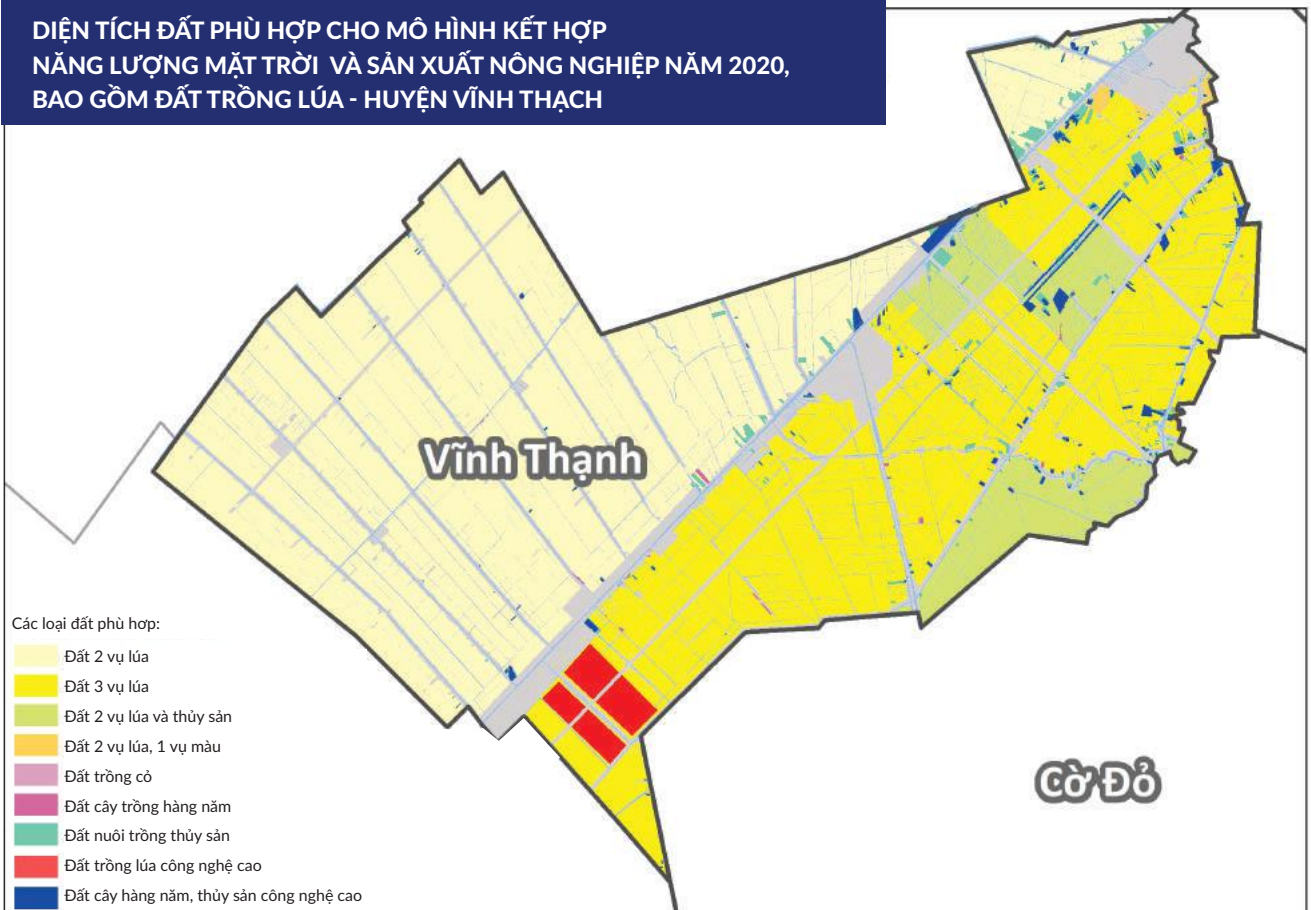 DIỆN TÍCH ĐẤT PHÙ HỢP CHO MÔ HÌNH KẾT HỢP
NĂNG LƯỢNG MẶT TRỜI VÀ SẢN XUẤT NÔNG NGHIỆP NĂM 2020,
BAO GỒM ĐẤT TRỒNG LÚA - HUYỆN VĨNH THẠCH
Vĩnh Thạnh
Cờ Đỏ
Các loại đất phù hơp:
Đất 2 vụ lúa
Đất 3 vụ lúa
Đất 2 vụ lúa và thủy sản
Đất 2 vụ lúa, 1 vụ màu
Đất trồng cỏ
Đất cây trồng hàng năm
Đất nuôi trồng thủy sản
Đất trồng lúa công nghệ cao
Đất cây hàng năm, thủy sản công nghệ cao